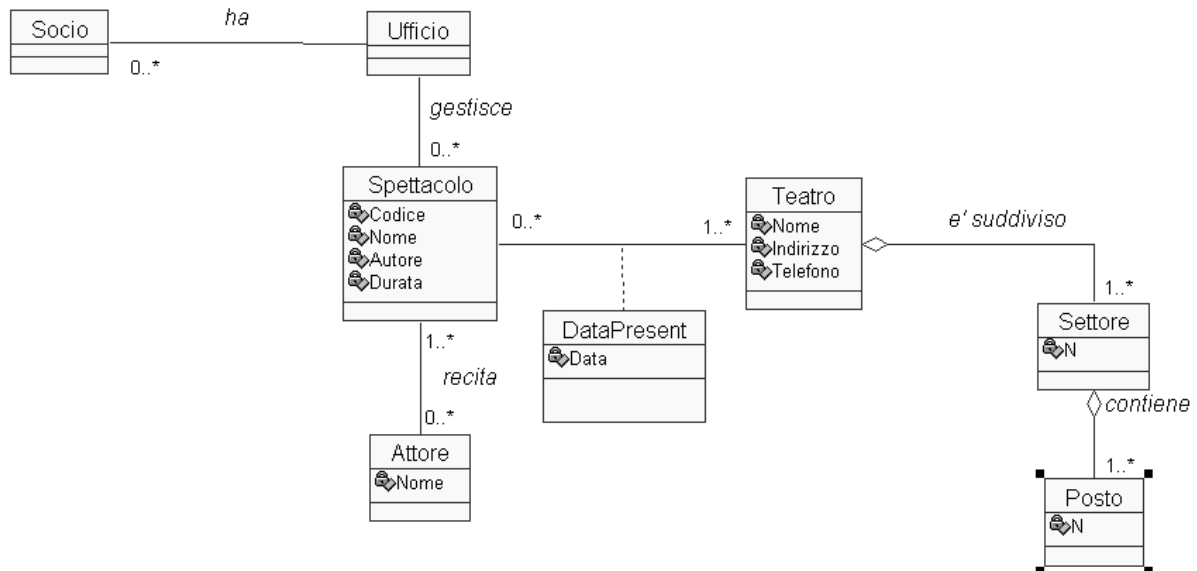 Socio
ha
0..*
Ufficio
gestisce
0..*
Spettacolo
Codice
Nome
Autore
Durata
0..*
1..*
Teatro
Nome
Indirizzo
Telefono
e' suddiviso
1..*
Settore
N
contiene
1..*
Posto
N
DataPresent
Data
1..*
recita
0..*
Attore
Nome